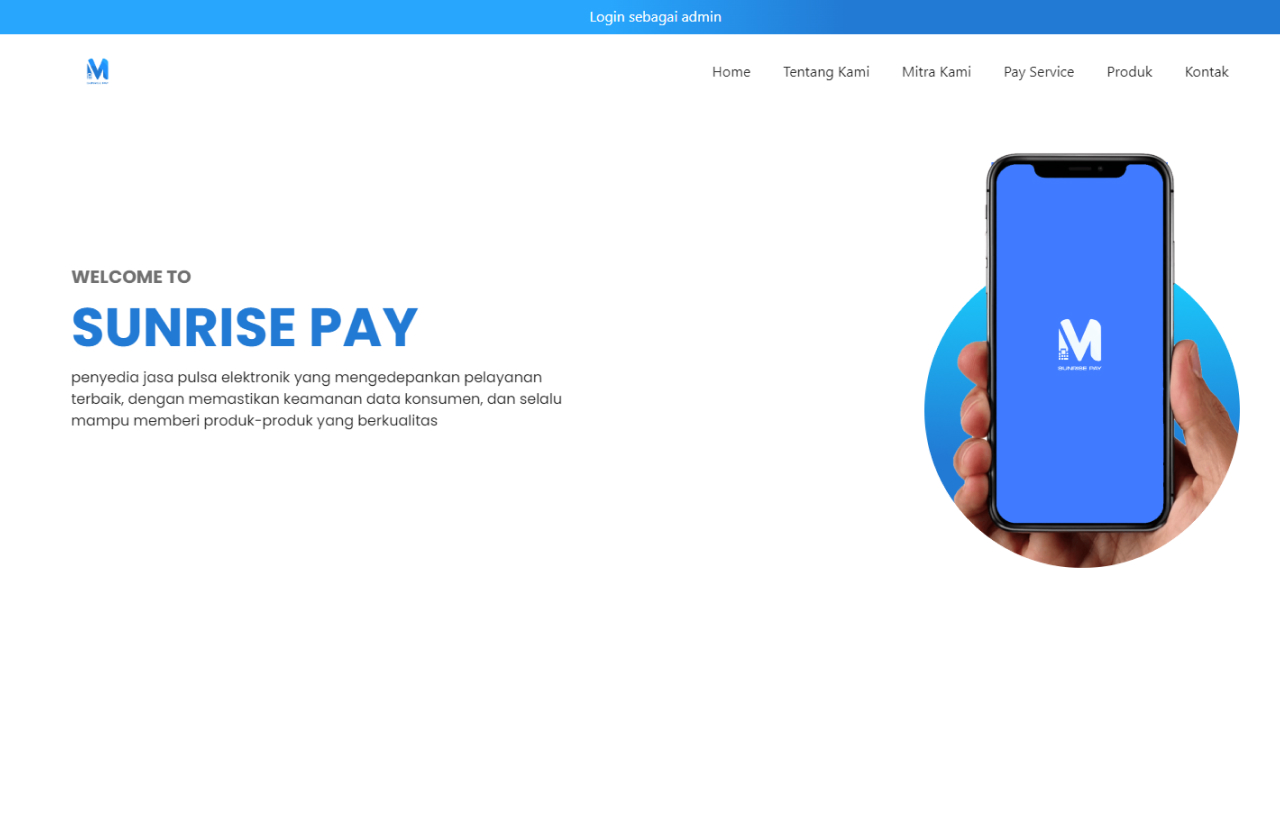 Login sebagai admin
Home Tentang Kami Mitra Kami Pay Service Produk Kontak
WELCOME TO
SUNRISE PAY
penyedia jasa pulsa elektronik yang mengedepankan pelayanan
terbaik, dengan memastikan keamanan data konsumen, dan selalu
mampu memberi produk-produk yang berkualitas
SUNRISE PAY